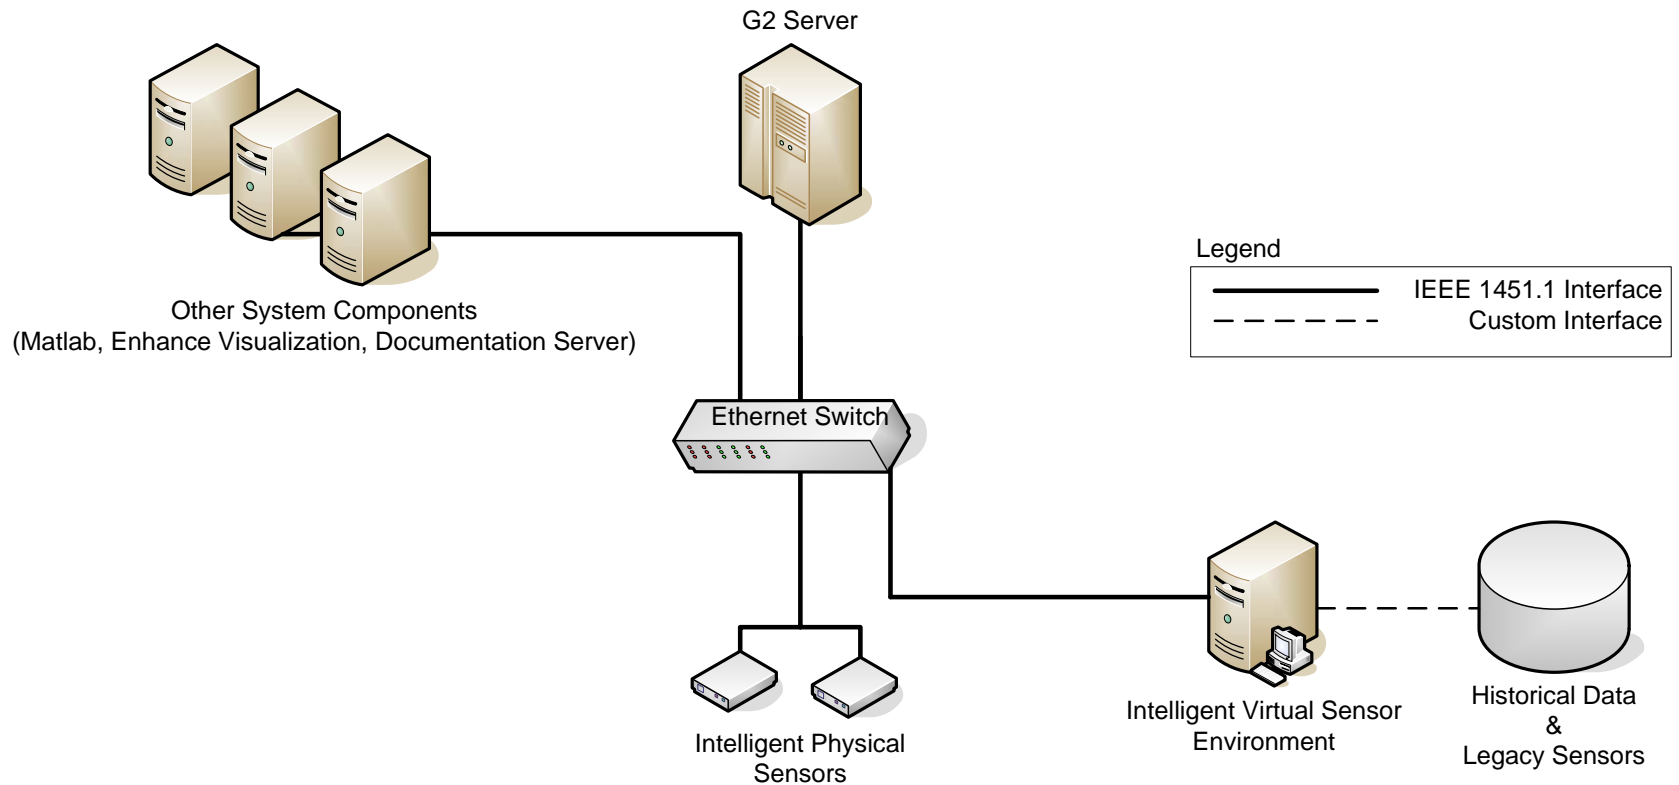 G2 Server
Other System Components
(Matlab, Enhance Visualization, Documentation Server)
Legend
IEEE 1451.1 Interface
Custom Interface
Ethernet Switch
Intelligent Physical
Sensors
Intelligent Virtual Sensor
Environment
Historical Data
&
Legacy Sensors